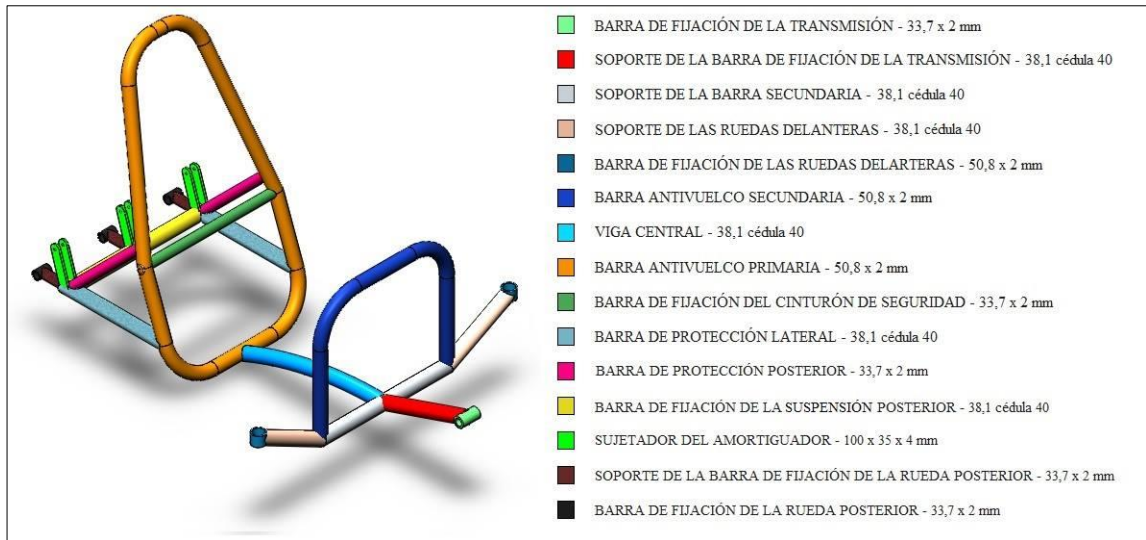 BARRA DE FIJACIÓN DE LA TRANSMISIÓN - 33,7 x 2 mm
SOPORTE DE LA BARRA DE FIJACIÓN DE LA TRANSMISIÓN - 38,1 cédula 40
SOPORTE DE LA BARRA SECUNDARIA - 38,1 cédula 40
SOPORTE DE LAS RUEDAS DELANTERAS - 38,1 cédula 40
BARRA DE FIJACIÓN DE LAS RUEDAS DELARTERAS - 50,8 x 2 mm
BARRA ANTIVUELCO SECUNDARIA - 50,8 x 2 mm
VIGA CENTRAL - 38,1 cédula 40
BARRA ANTIVUELCO PRIMARIA - 50,8 x 2 mm
BARRA DE FIJACIÓN DEL CINTURÓN DE SEGURIDAD - 33,7 x 2 mm
BARRA DE PROTECCIÓN LATERAL - 38,1 cédula 40
BARRA DE PROTECCIÓN POSTERIOR - 33,7 x 2 mm
BARRA DE FIJACIÓN DE LA SUSPENSIÓN POSTERIOR - 38,1 cédula 40
SUJETADOR DEL AMORTIGUADOR - 100 x 35 x 4 mm
SOPORTE DE LA BARRA DE FIJACIÓN DE LA RUEDA POSTERIOR - 33,7 x 2 mm
BARRA DE FIJACIÓN DE LA RUEDA POSTERIOR - 33,7 x 2 mm